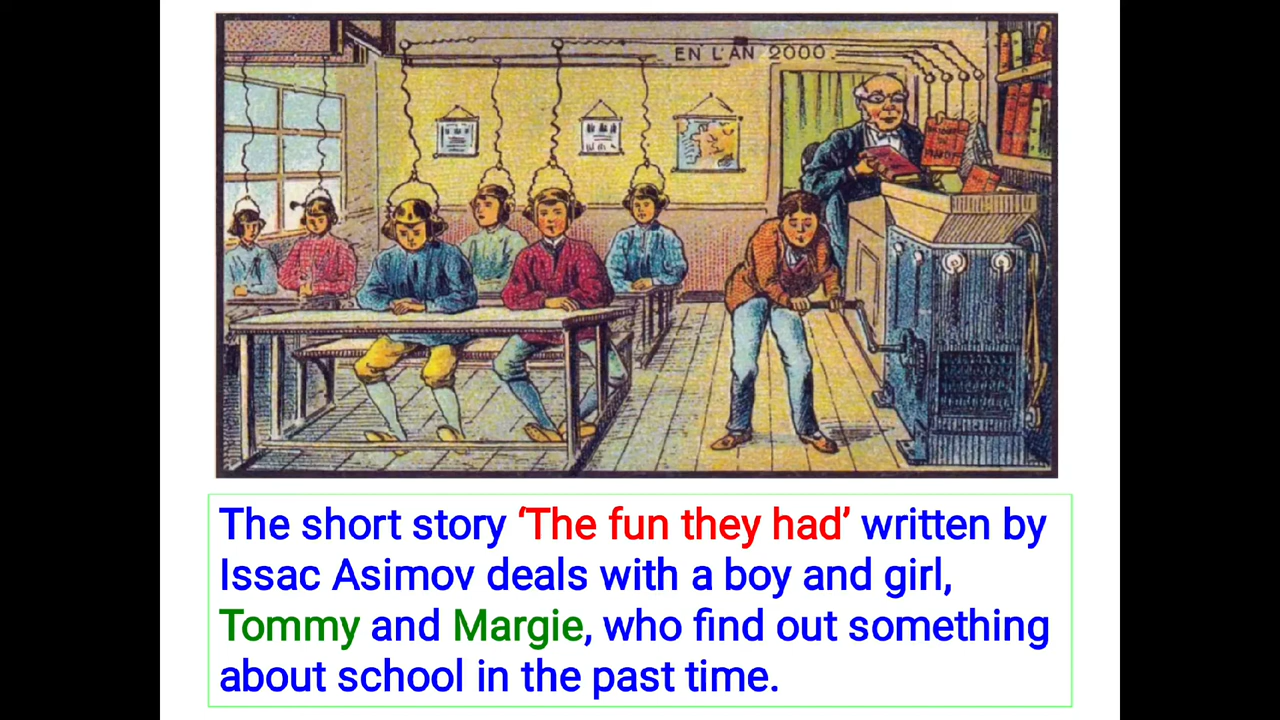 EN L'AN 2000
The short story ‘The fun they had’ written by
Issac Asimov deals with a boy and girl,
Tommy and Margie, who find out something
about school in the past time.